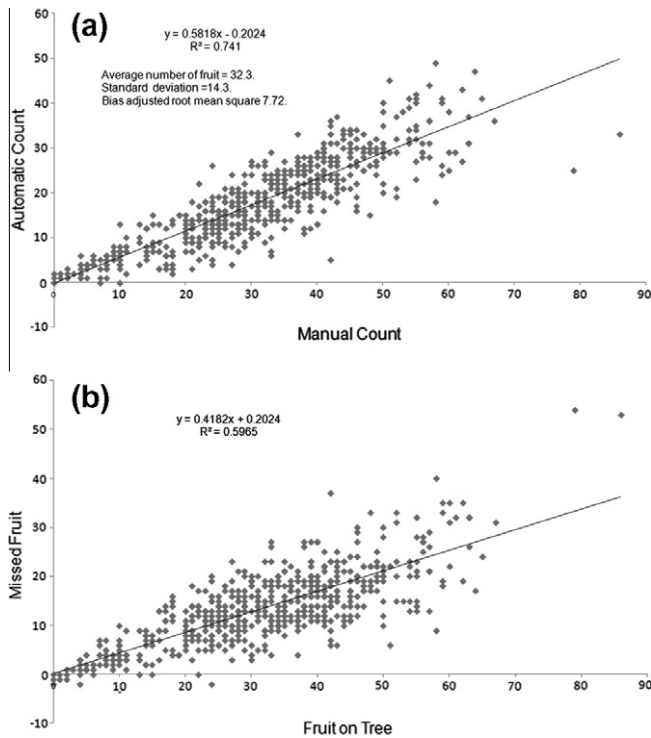 (a)
y = 0.5818x - 0.2024
R² = 0.741
Average number of fruit = 32.3.
Standard deviation =14.3.
Bias adjusted root mean square 7.72.
Automatic Count
60
50
40
30
20
10
0
-10
0 10 20 30 40 50 60 70 80 90
Manual Count
(b)
y = 0.4182x + 0.2024
R² = 0.5965
Missed Fruit
60
50
40
30
20
10
0
-10
0 10 20 30 40 50 60 70 80 90
Fruit on Tree